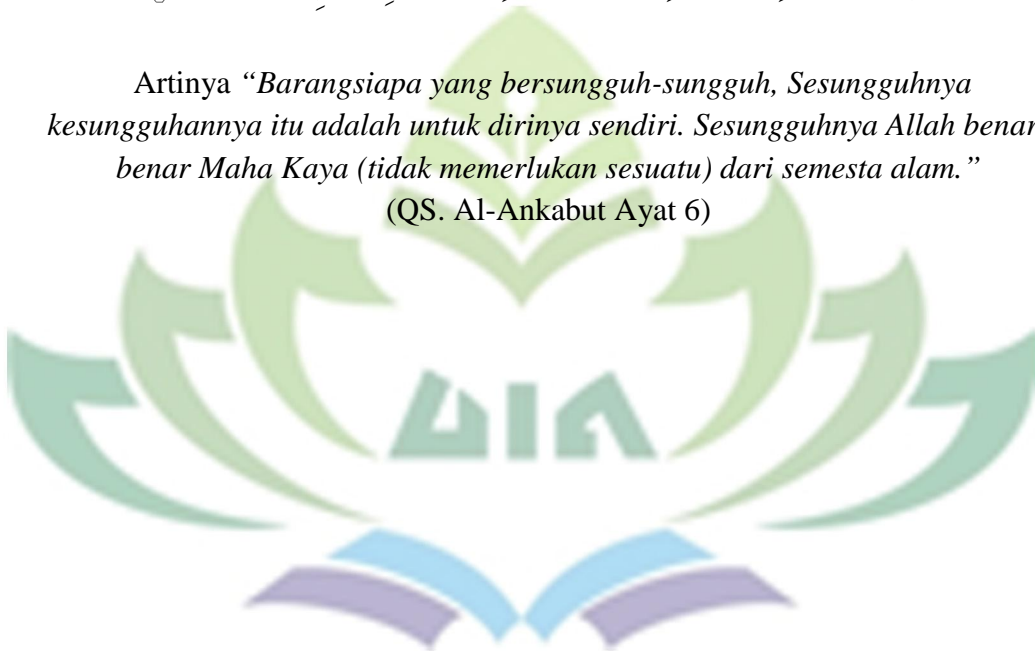 Artinya “Barangsiapa yang bersungguh-sungguh, Sesungguhnya
kesungguhannya itu adalah untuk dirinya sendiri. Sesungguhnya Allah benar
benar Maha Kaya (tidak memerlukan sesuatu) dari semesta alam.”
(QS. Al-Ankabut Ayat 6)
UIA